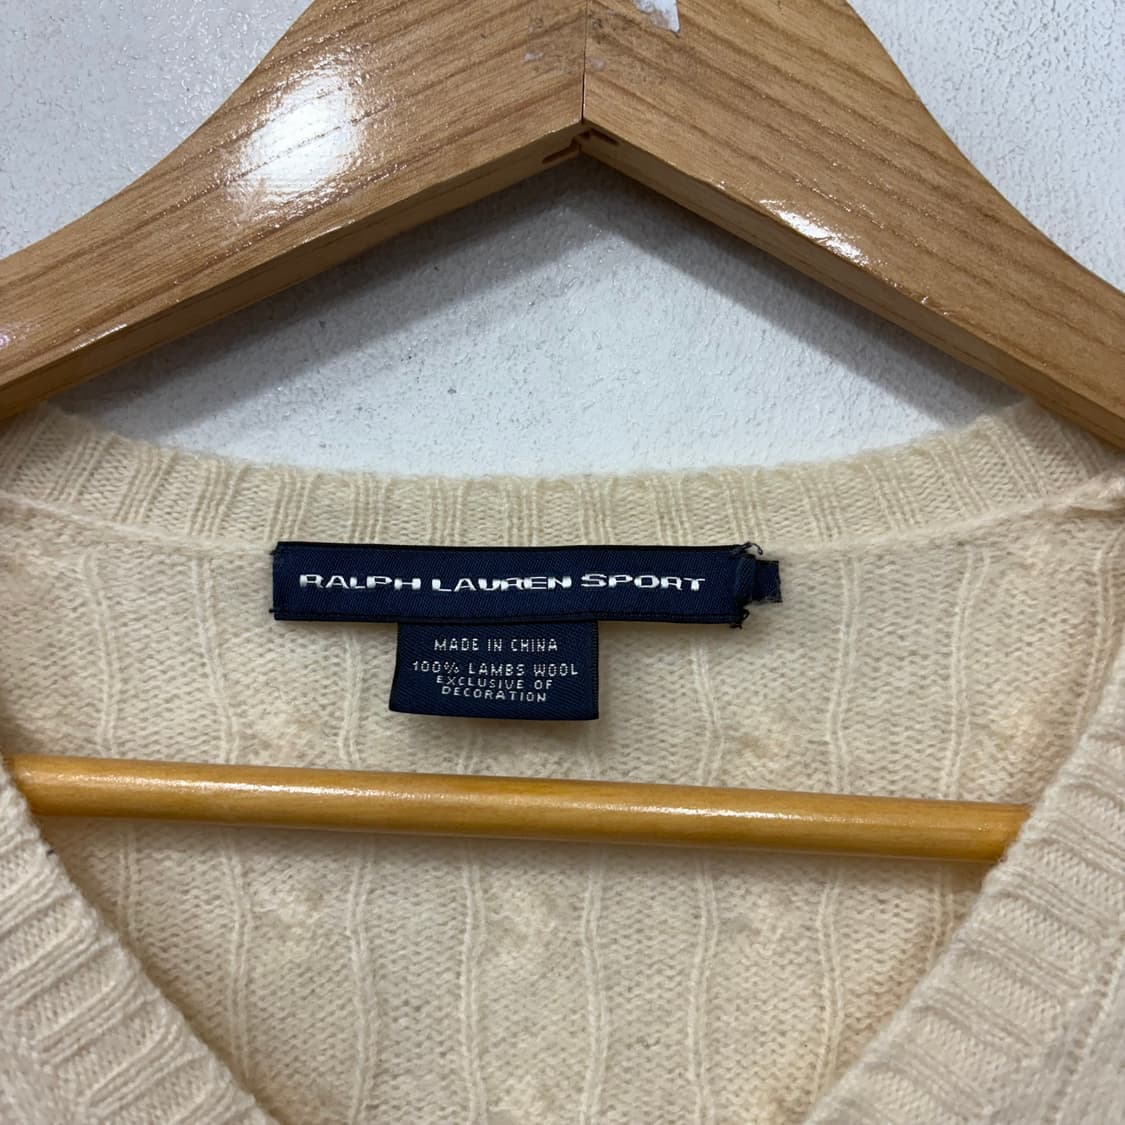 RALPH LAUREN SPORT
MADE IN CHINA
100% LAMBS WOOL
EXCLUSIVE OF
DECORATION